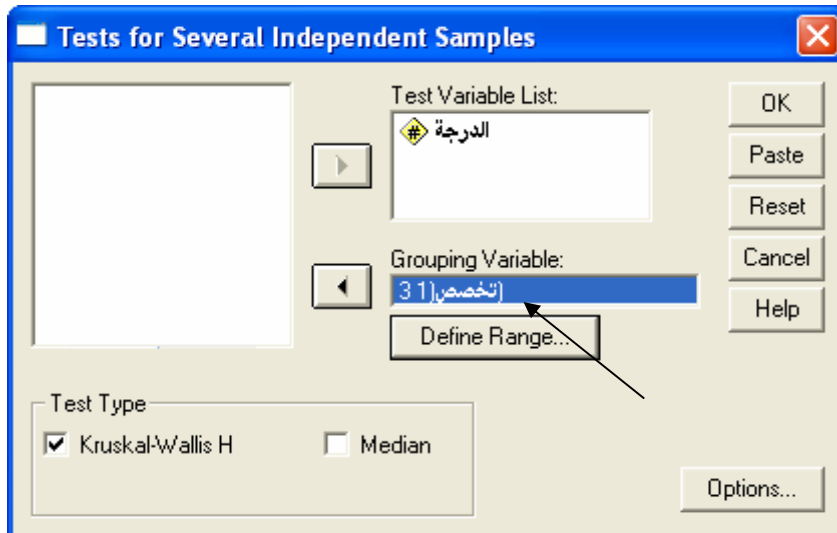 Tests for Several Independent Samples
Test Variable List:
الدرجة
OK
Paste
Reset
Cancel
Help
Grouping Variable:
تخصص(1 3)
Define Range...
Test Type
Kruskal-Wallis H
Median
Options...